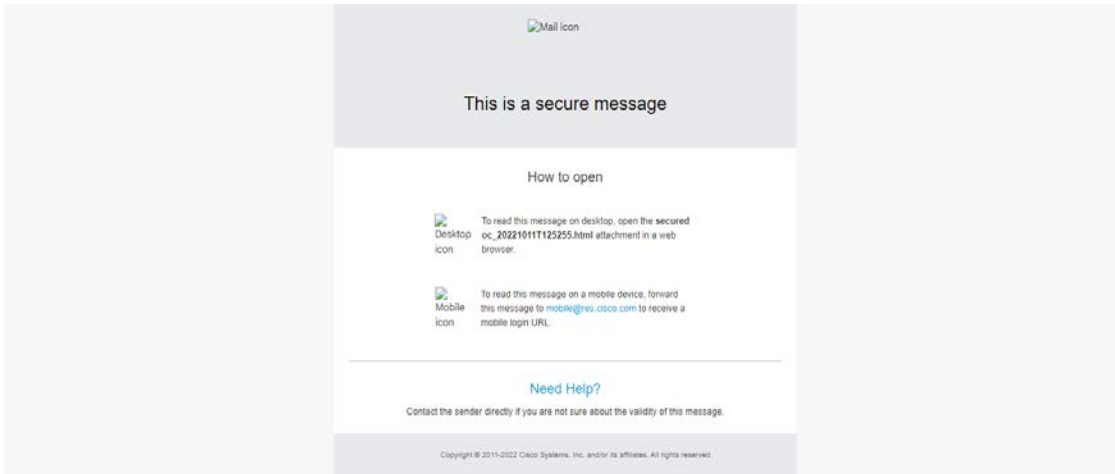 Mail icon
This is a secure message
How to open
Desktop icon
To read this message on desktop, open the secured
oc_20221011T125255.html attachment in a web
browser.
Mobile icon
To read this message on a mobile device, forward
this message to mobile@res.cisco.com to receive a
mobile login URL.
Need Help?
Contact the sender directly if you are not sure about the validity of this message.
Copyright © 2011-2022 Cisco Systems, Inc. and/or its affiliates. All rights reserved.